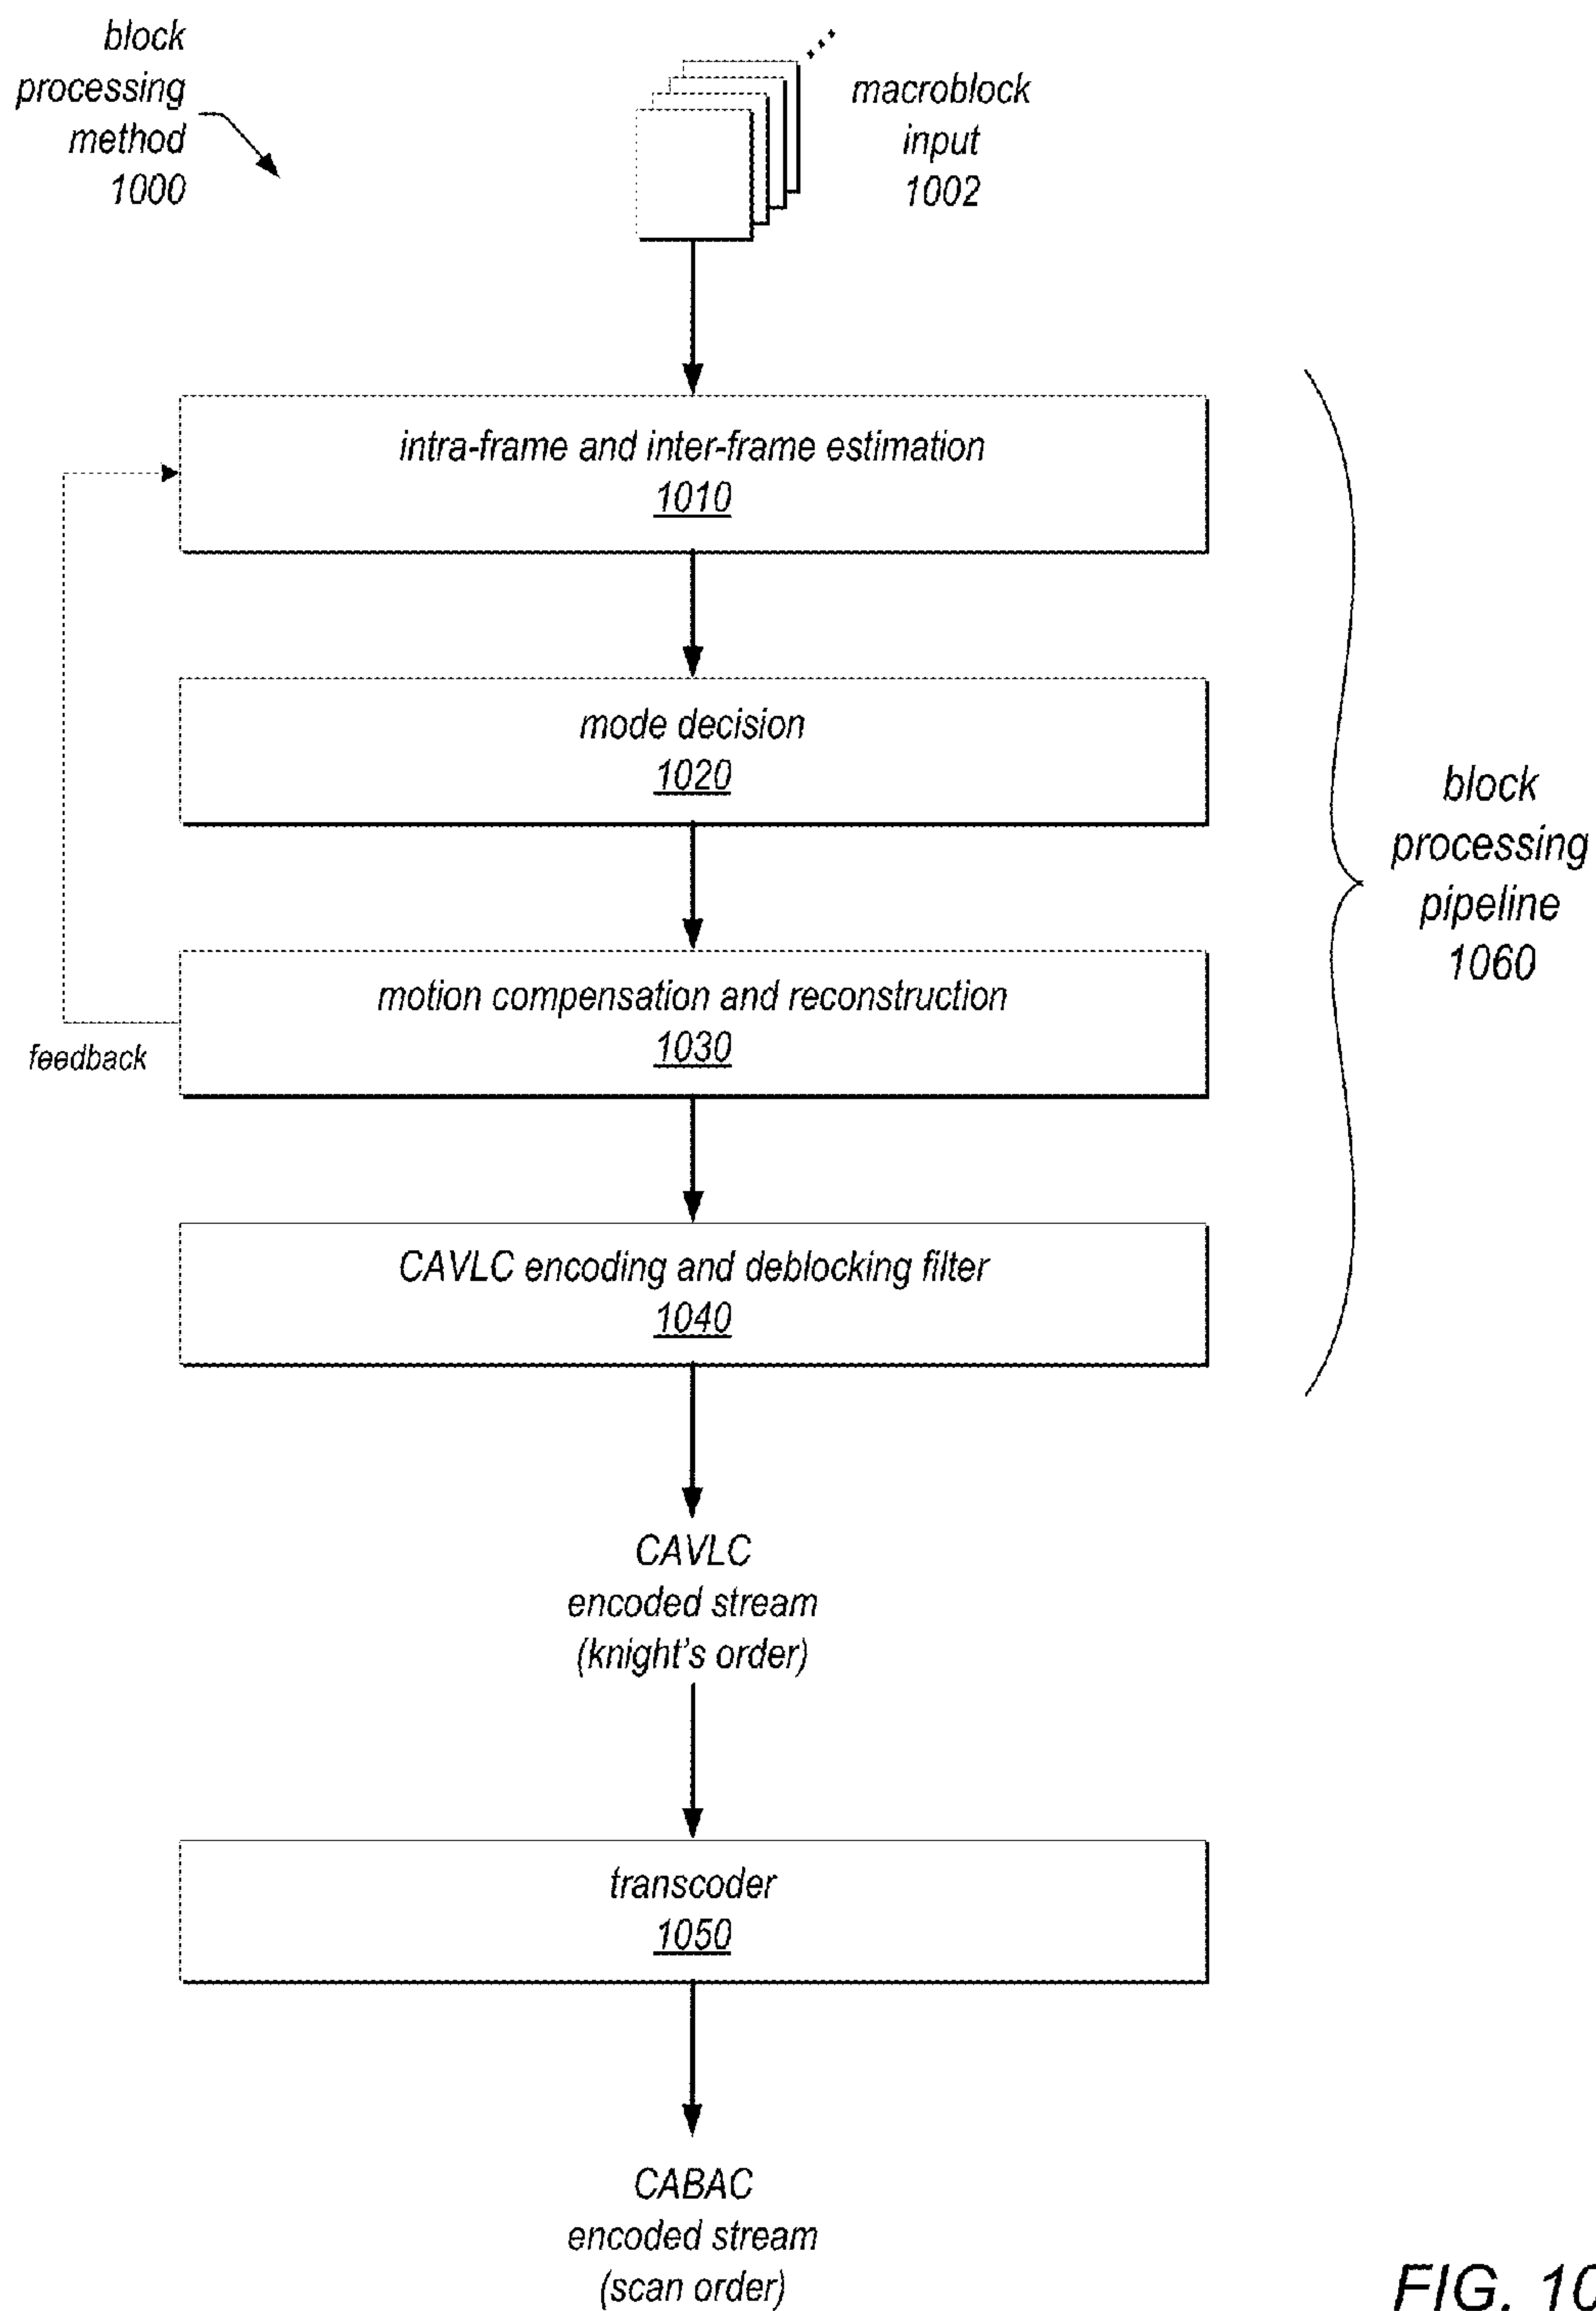 block
processing
method
1000
macroblock
input
1002
intra-frame and inter-frame estimation
1010
mode decision
1020
motion compensation and reconstruction
1030
feedback
CAVLC encoding and deblocking filter
1040
block
processing
pipeline
1060
CAVLC
encoded stream
(knight's order)
transcoder
1050
CABAC
encoded stream
(scan order)
FIG. 10